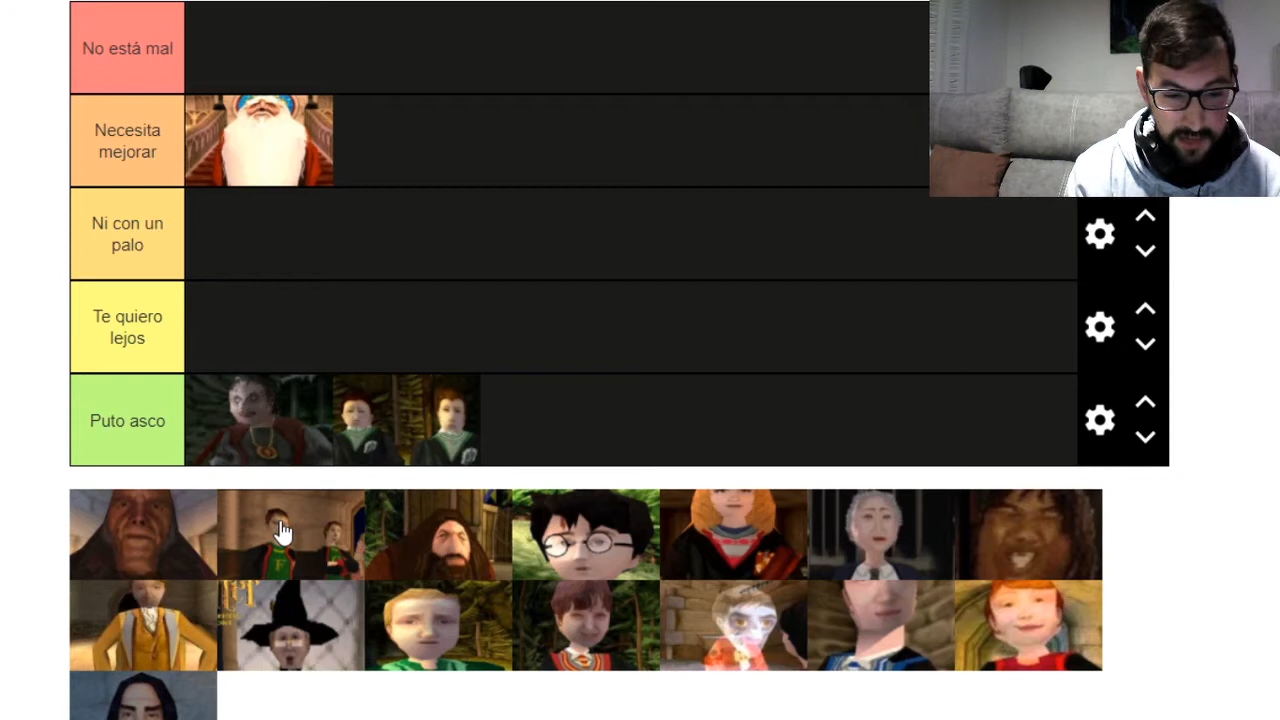 No está mal
Necesita
mejorar
Ni con un
palo
Te quiero
lejos
Puto asco